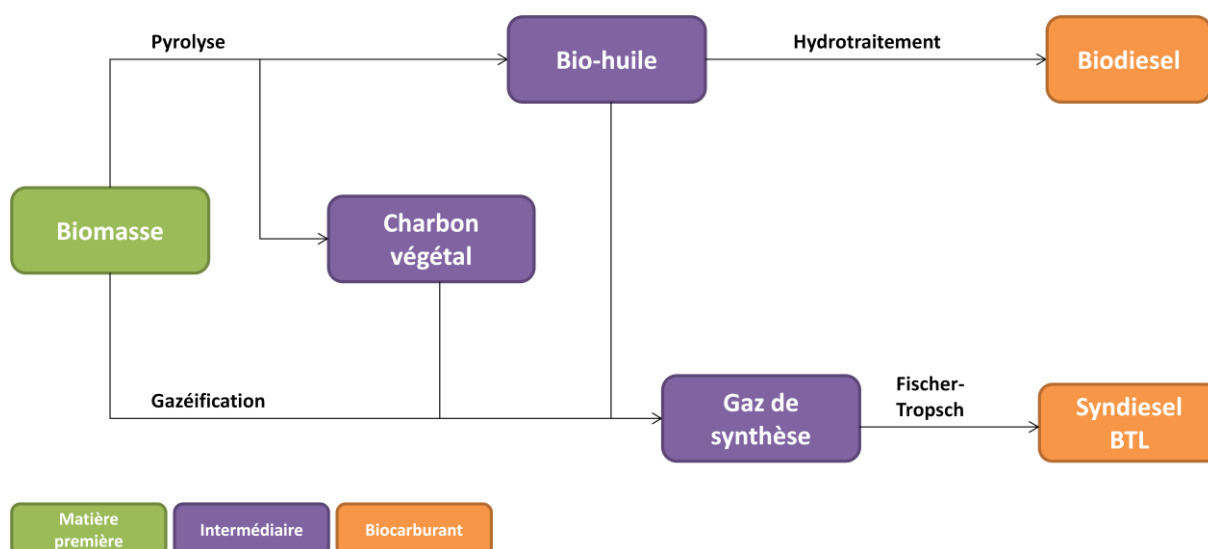 Pyrolyse
Bio-huile
Hydrotraitement
Biodiesel
Biomasse
Charbon
végétal
Gazéification
Gaz de
synthèse
Fischer-
Tropsch
Syndiesel
BTL
Matière
première
Intermédiaire
Biocarburant